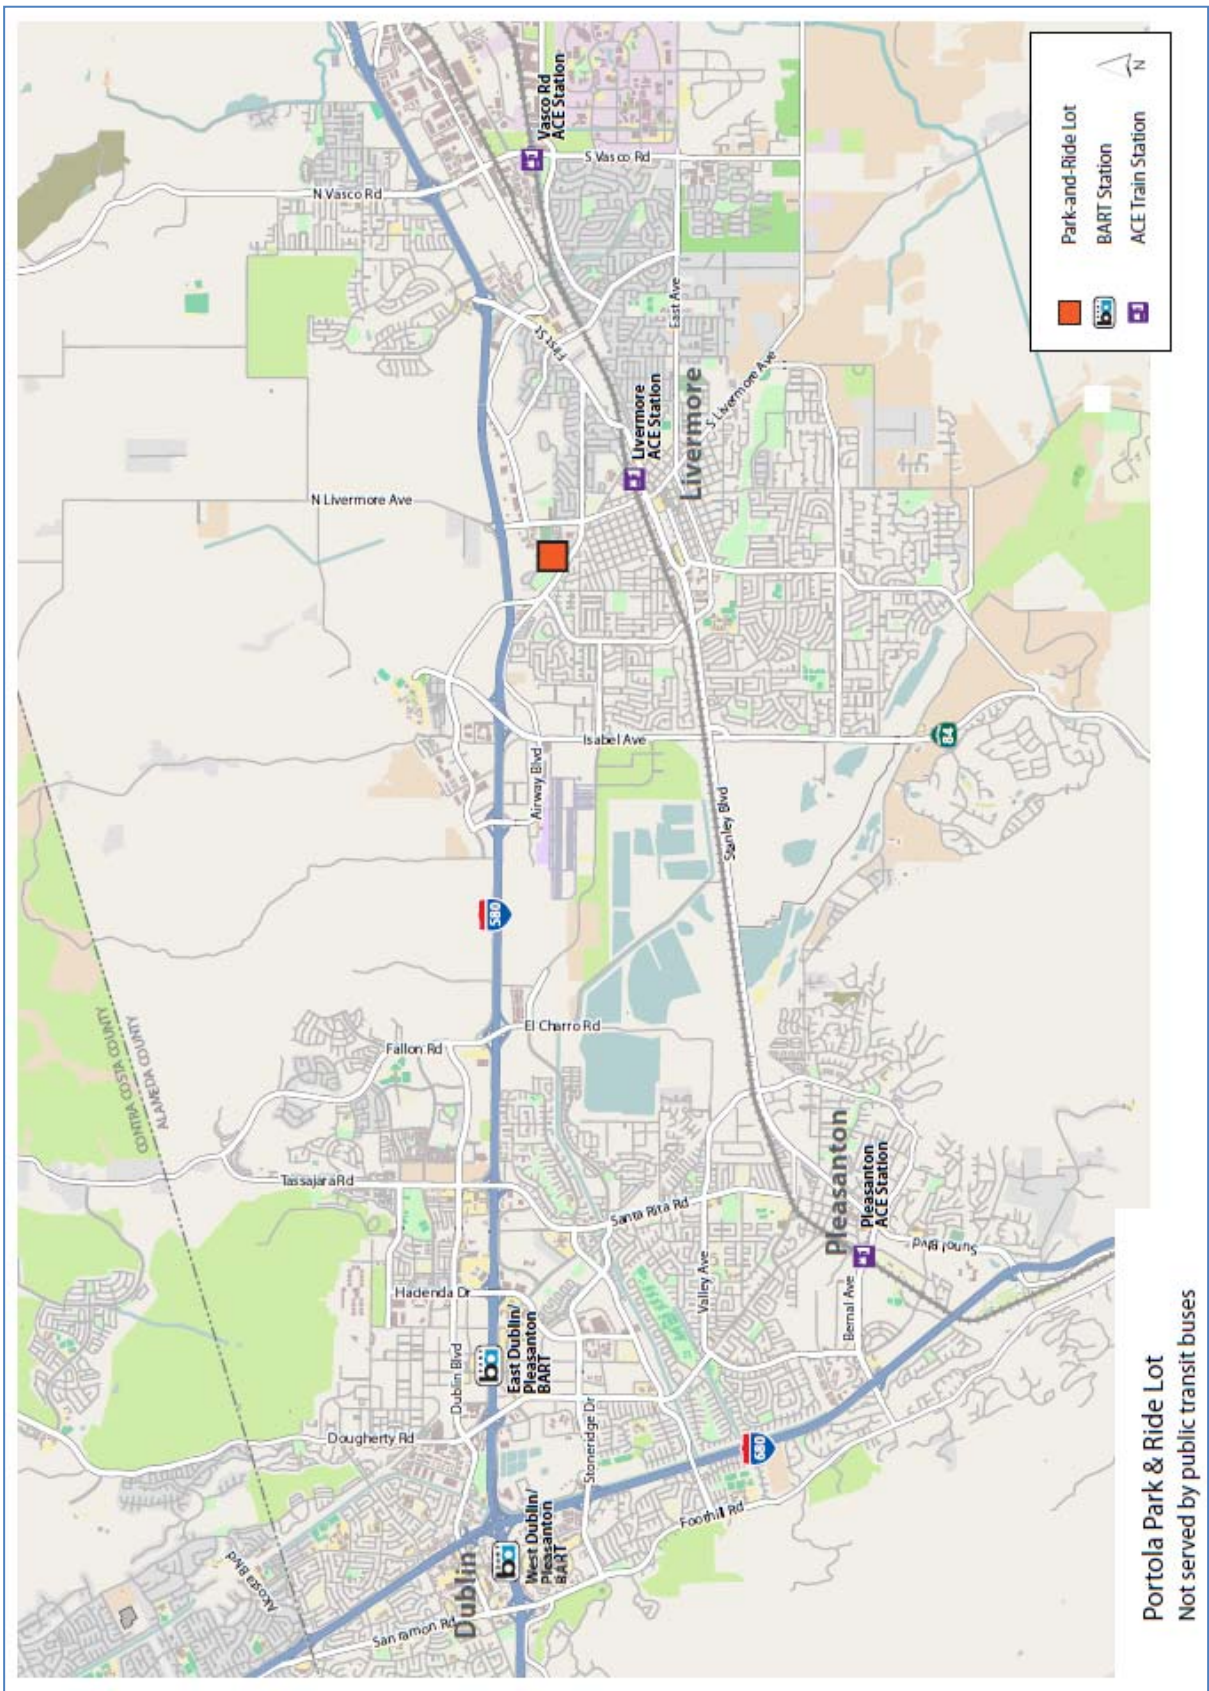 Portola Park & Ride Lot
Not served by public transit buses
Park-and-Ride Lot
BART Station
ACE Train Station
N
CONTRA COSTA COUNTY
ALAMEDA COUNTY
Alcosta Blvd
San Ramon Rd
Dublin
West Dublin/
Pleasanton
BART
Dougherty Rd
Dublin Blvd
East Dublin/
Pleasanton
BART
Hacienda Dr
Tassajara Rd
Fallon Rd
El Charro Rd
580
Airway Blvd
Isabel Ave
N Livermore Ave
N Vasco Rd
Vasco Rd
ACE Station
S Vasco Rd
First St
East Ave
Livermore
ACE Station
Livermore
S Livermore Ave
84
Stanley Blvd
Santa Rita Rd
Stoneridge Dr
Valley Ave
Pleasanton
Pleasanton
ACE Station
Bernal Ave
Sunol Blvd
680
Foothill Rd